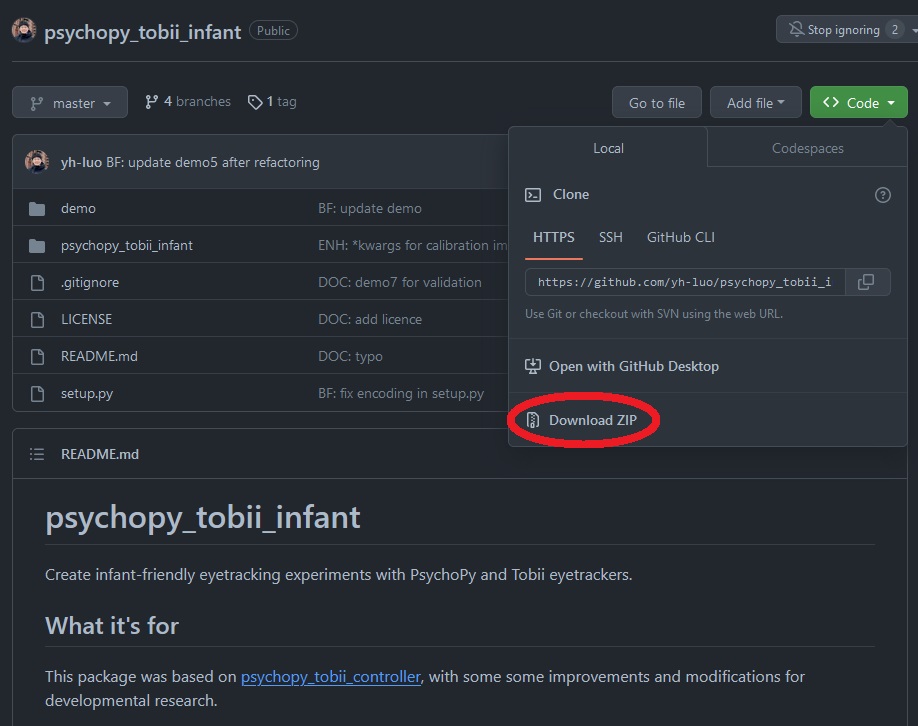 psychopy_tobii_infant Public Stop ignoring 2
master 4 branches 1 tag Go to file Add file Code
yh-luo BF: update demo5 after refactoring
demo BF: update demo
psychopy_tobii_infant ENH: *kwargs for calibration im
.gitignore DOC: demo7 for validation
LICENSE DOC: add licence
README.md DOC: typo
setup.py BF: fix encoding in setup.py
Local Codespaces
Clone
HTTPS SSH GitHub CLI
https://github.com/yh-luo/psychopy_tobii_i
Use Git or checkout with SVN using the web URL.
Open with GitHub Desktop
Download ZIP
README.md
psychopy_tobii_infant
Create infant-friendly eyetracking experiments with PsychoPy and Tobii eyetrackers.
What it's for
This package was based on psychopy_tobii_controller, with some some improvements and modifications for
developmental research.